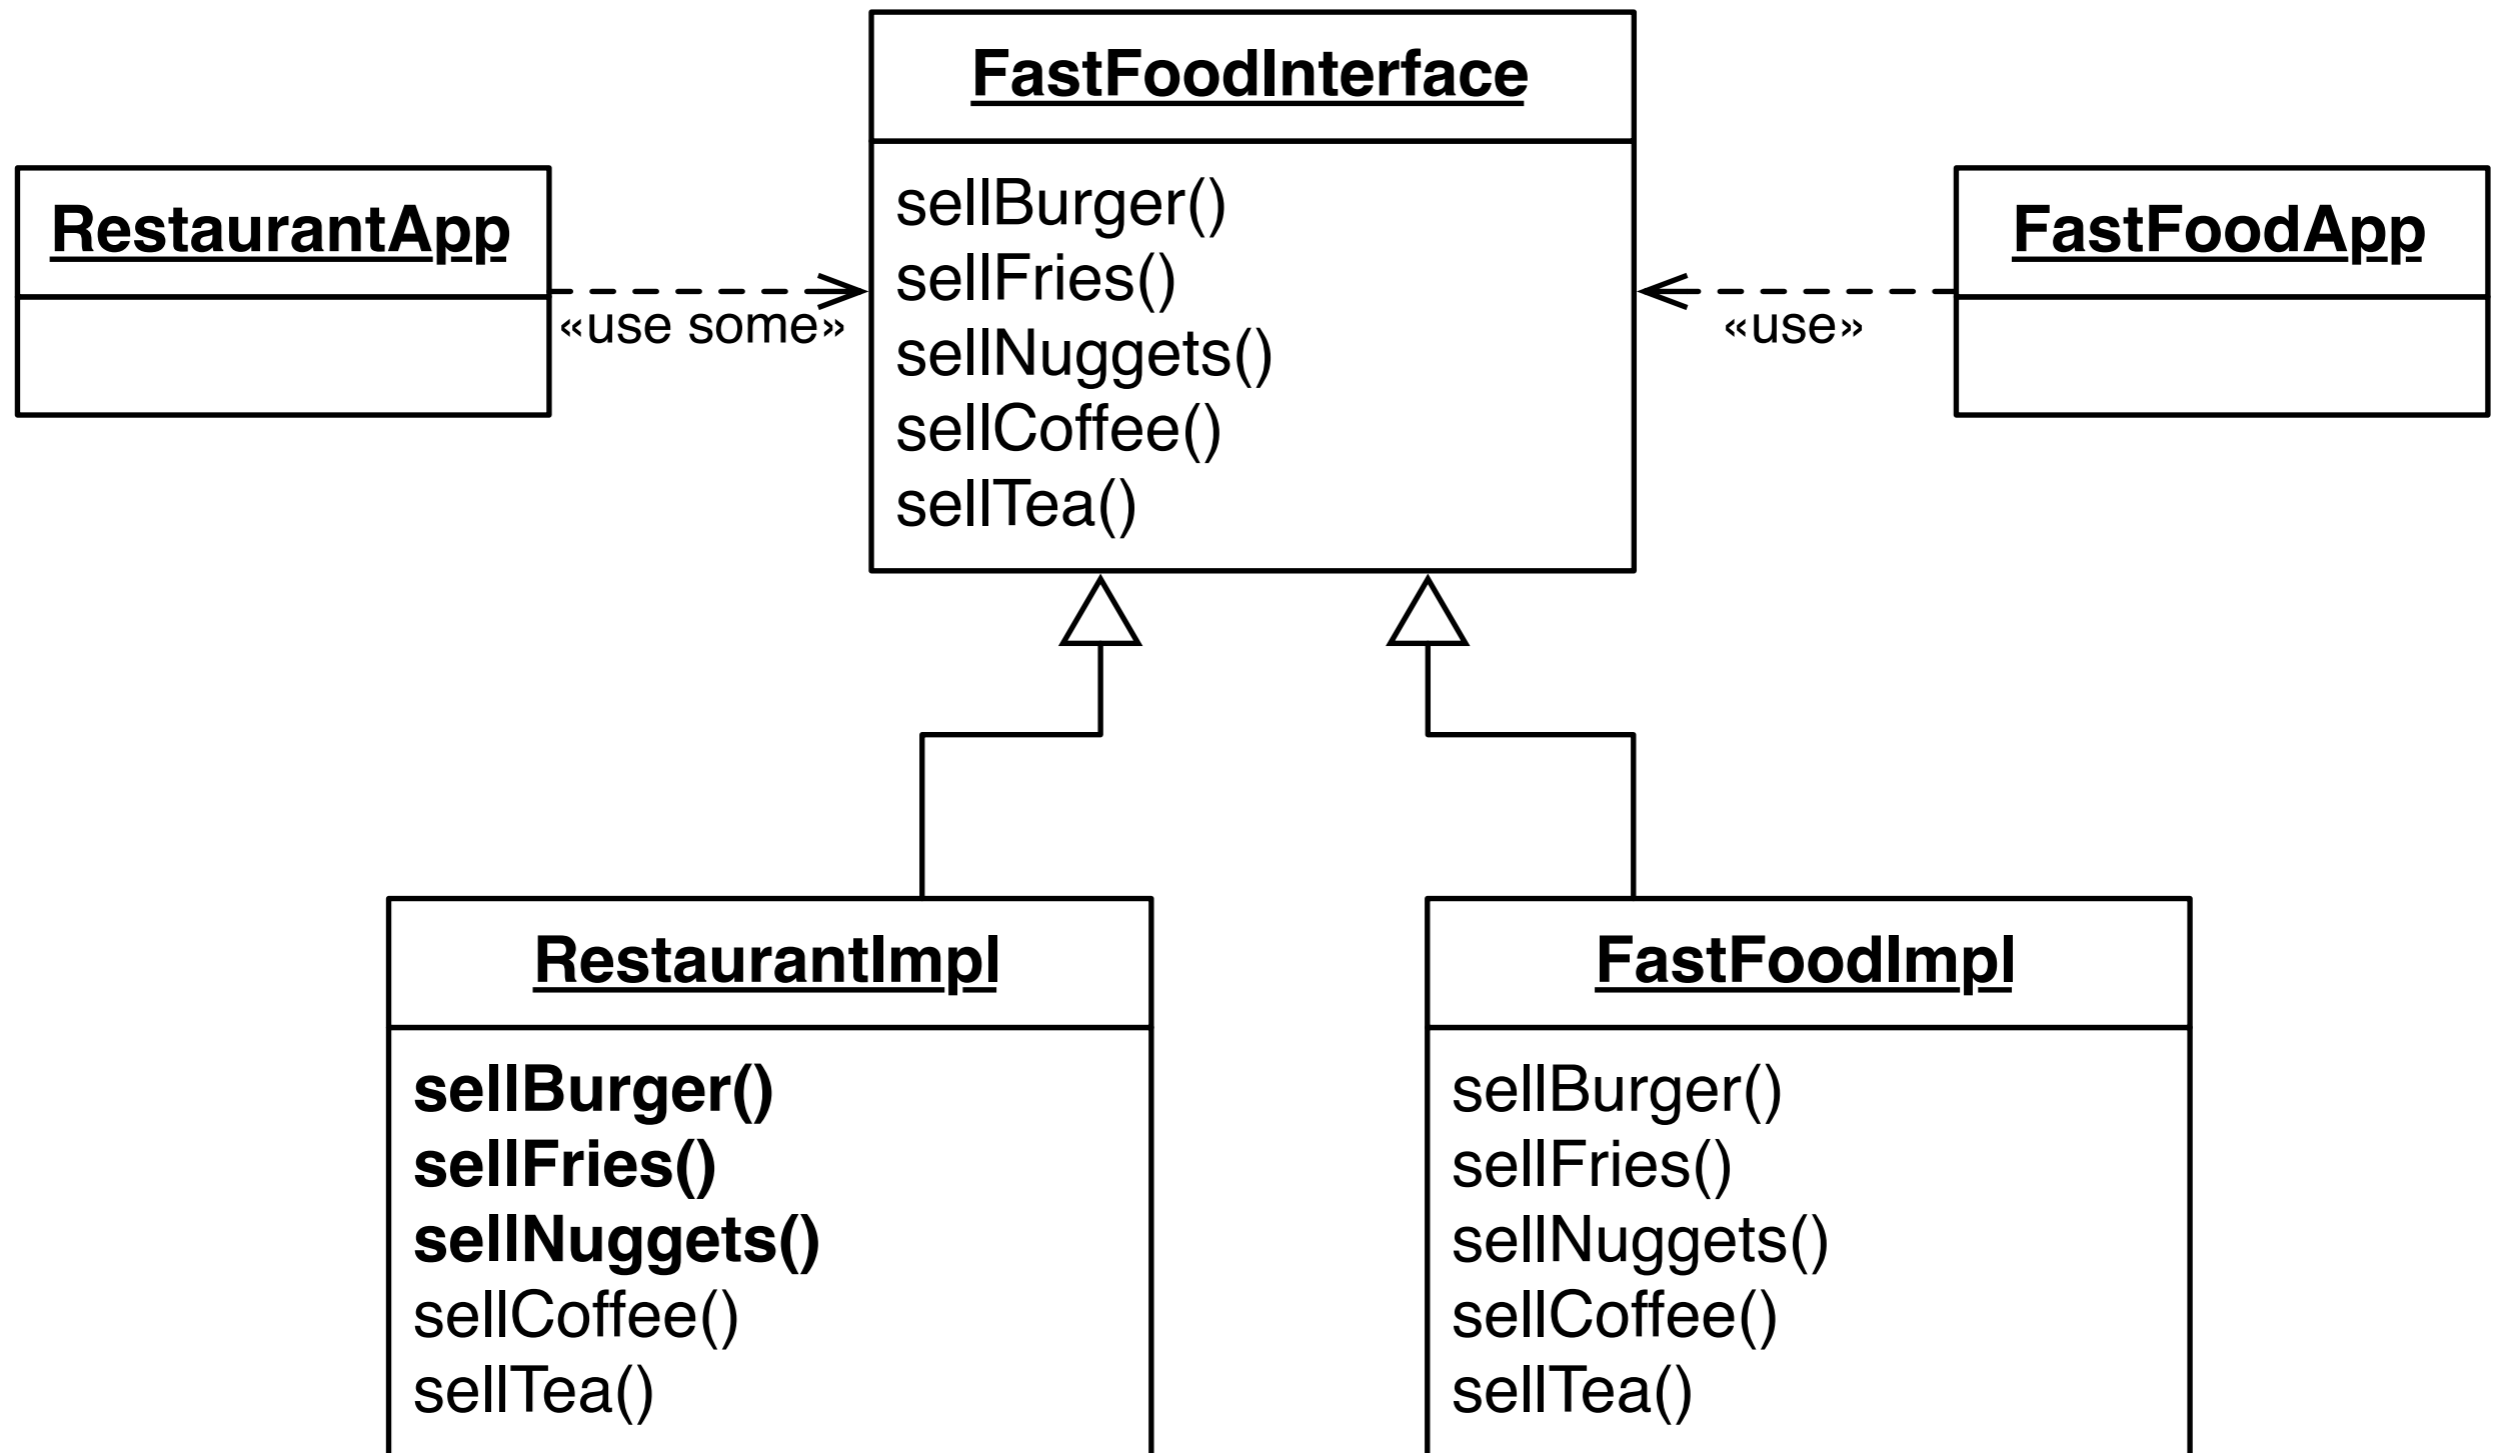 FastFoodInterface
sellBurger()
sellFries()
sellNuggets()
sellCoffee()
sellTea()
RestaurantApp
«use some»
FastFoodApp
«use»
RestaurantImpl
sellBurger()
sellFries()
sellNuggets()
sellCoffee()
sellTea()
FastFoodImpl
sellBurger()
sellFries()
sellNuggets()
sellCoffee()
sellTea()